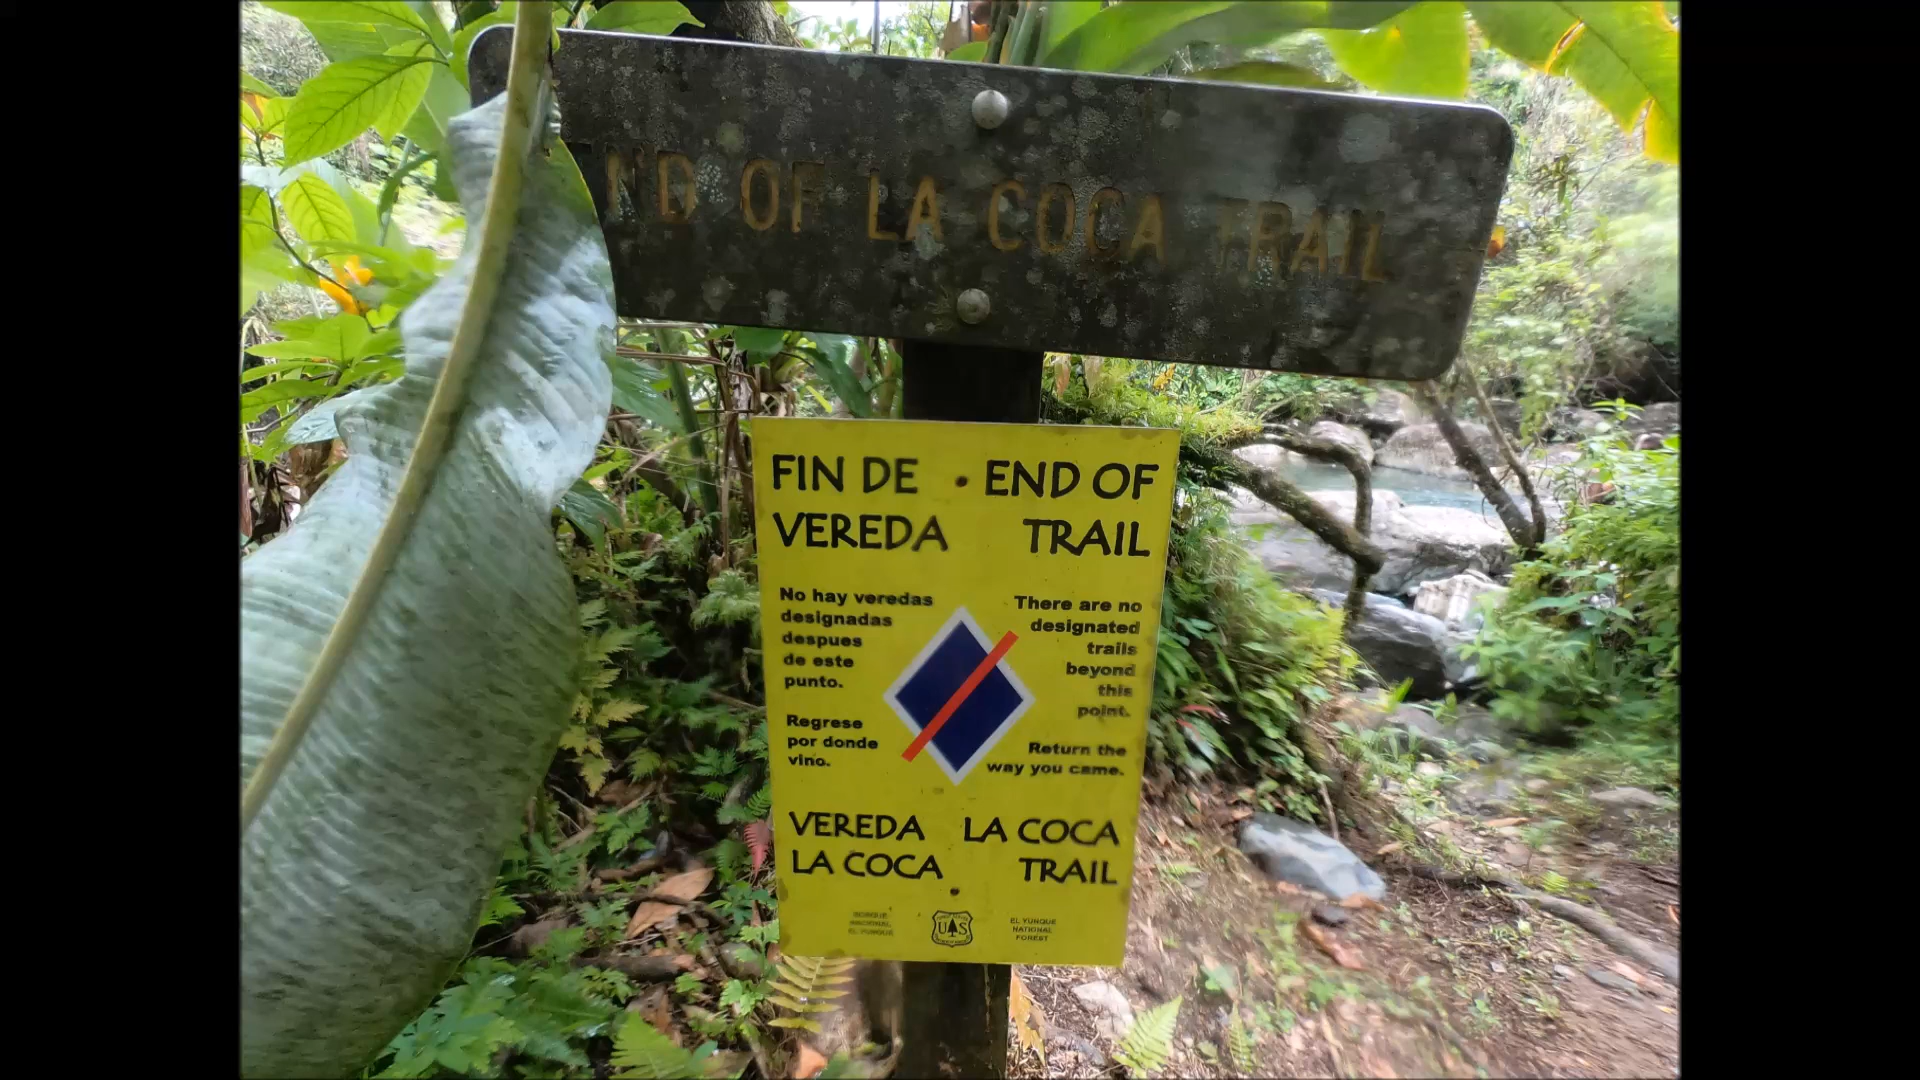 END OF LA COCA TRAIL
FIN DE
VEREDA
No hay veredas
designadas
despues
de este
punto.
Regrese
por donde
vino.
VEREDA
LA COCA
BOSQUE
NACIONAL
EL YUNQUE
• END OF
TRAIL
There are no
designated
trails
beyond
this
point.
Return the
way you came.
LA COCA
TRAIL
U S
EL YUNQUE
NATIONAL
FOREST